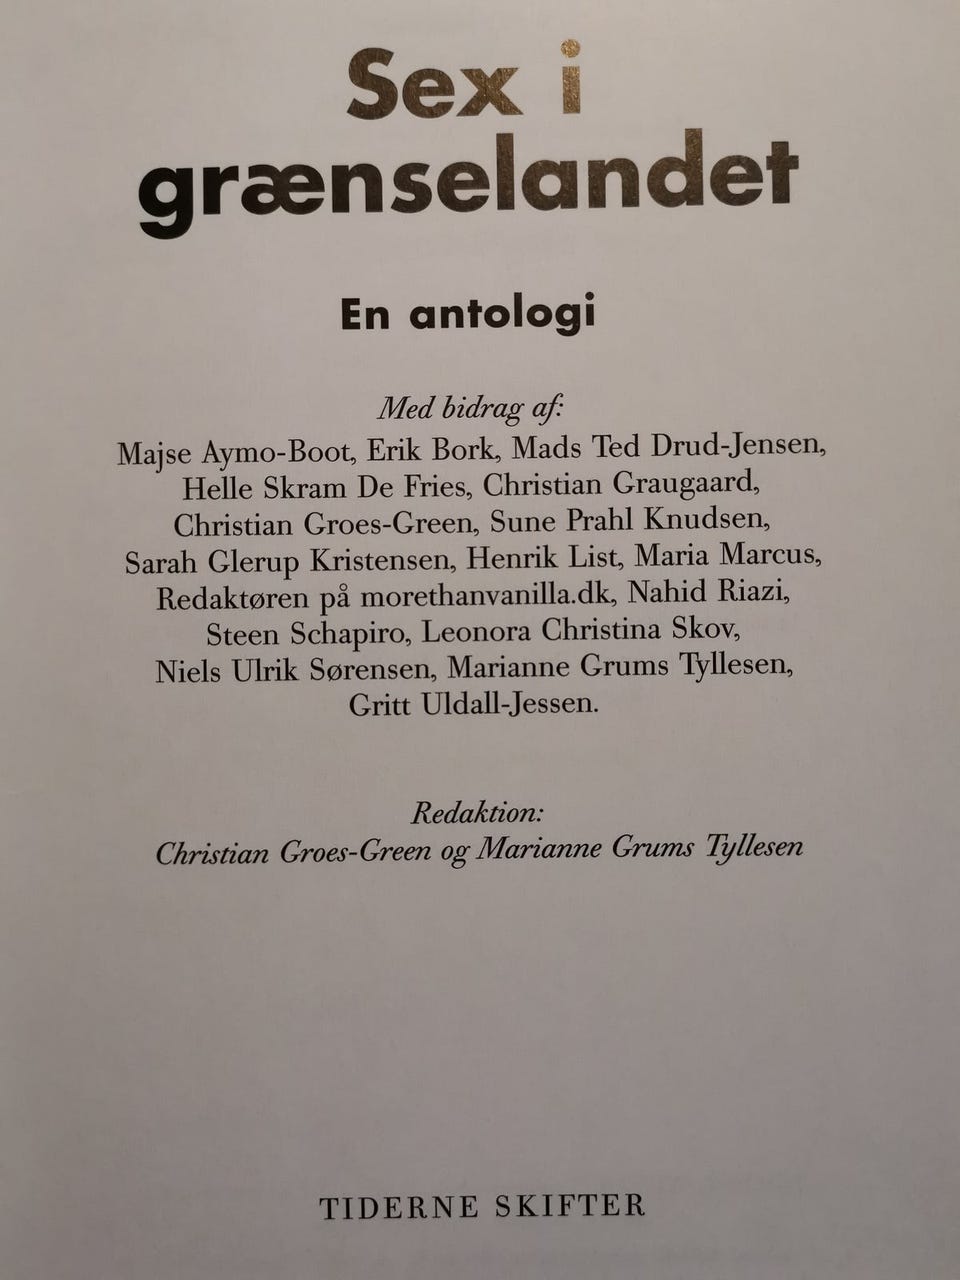 Sex i
grænselandet
En antologi
Med bidrag af:
Majse Aymo-Boot, Erik Bork, Mads Ted Drud-Jensen,
Helle Skram De Fries, Christian Graugaard,
Christian Groes-Green, Sune Prahl Knudsen,
Sarah Glerup Kristensen, Henrik List, Maria Marcus,
Redaktøren på morethanvanilla.dk, Nahid Riazi,
Steen Schapiro, Leonora Christina Skov,
Niels Ulrik Sørensen, Marianne Grums Tyllesen,
Gritt Uldall-Jessen.
Redaktion:
Christian Groes-Green og Marianne Grums Tyllesen
TIDERNE SKIFTER